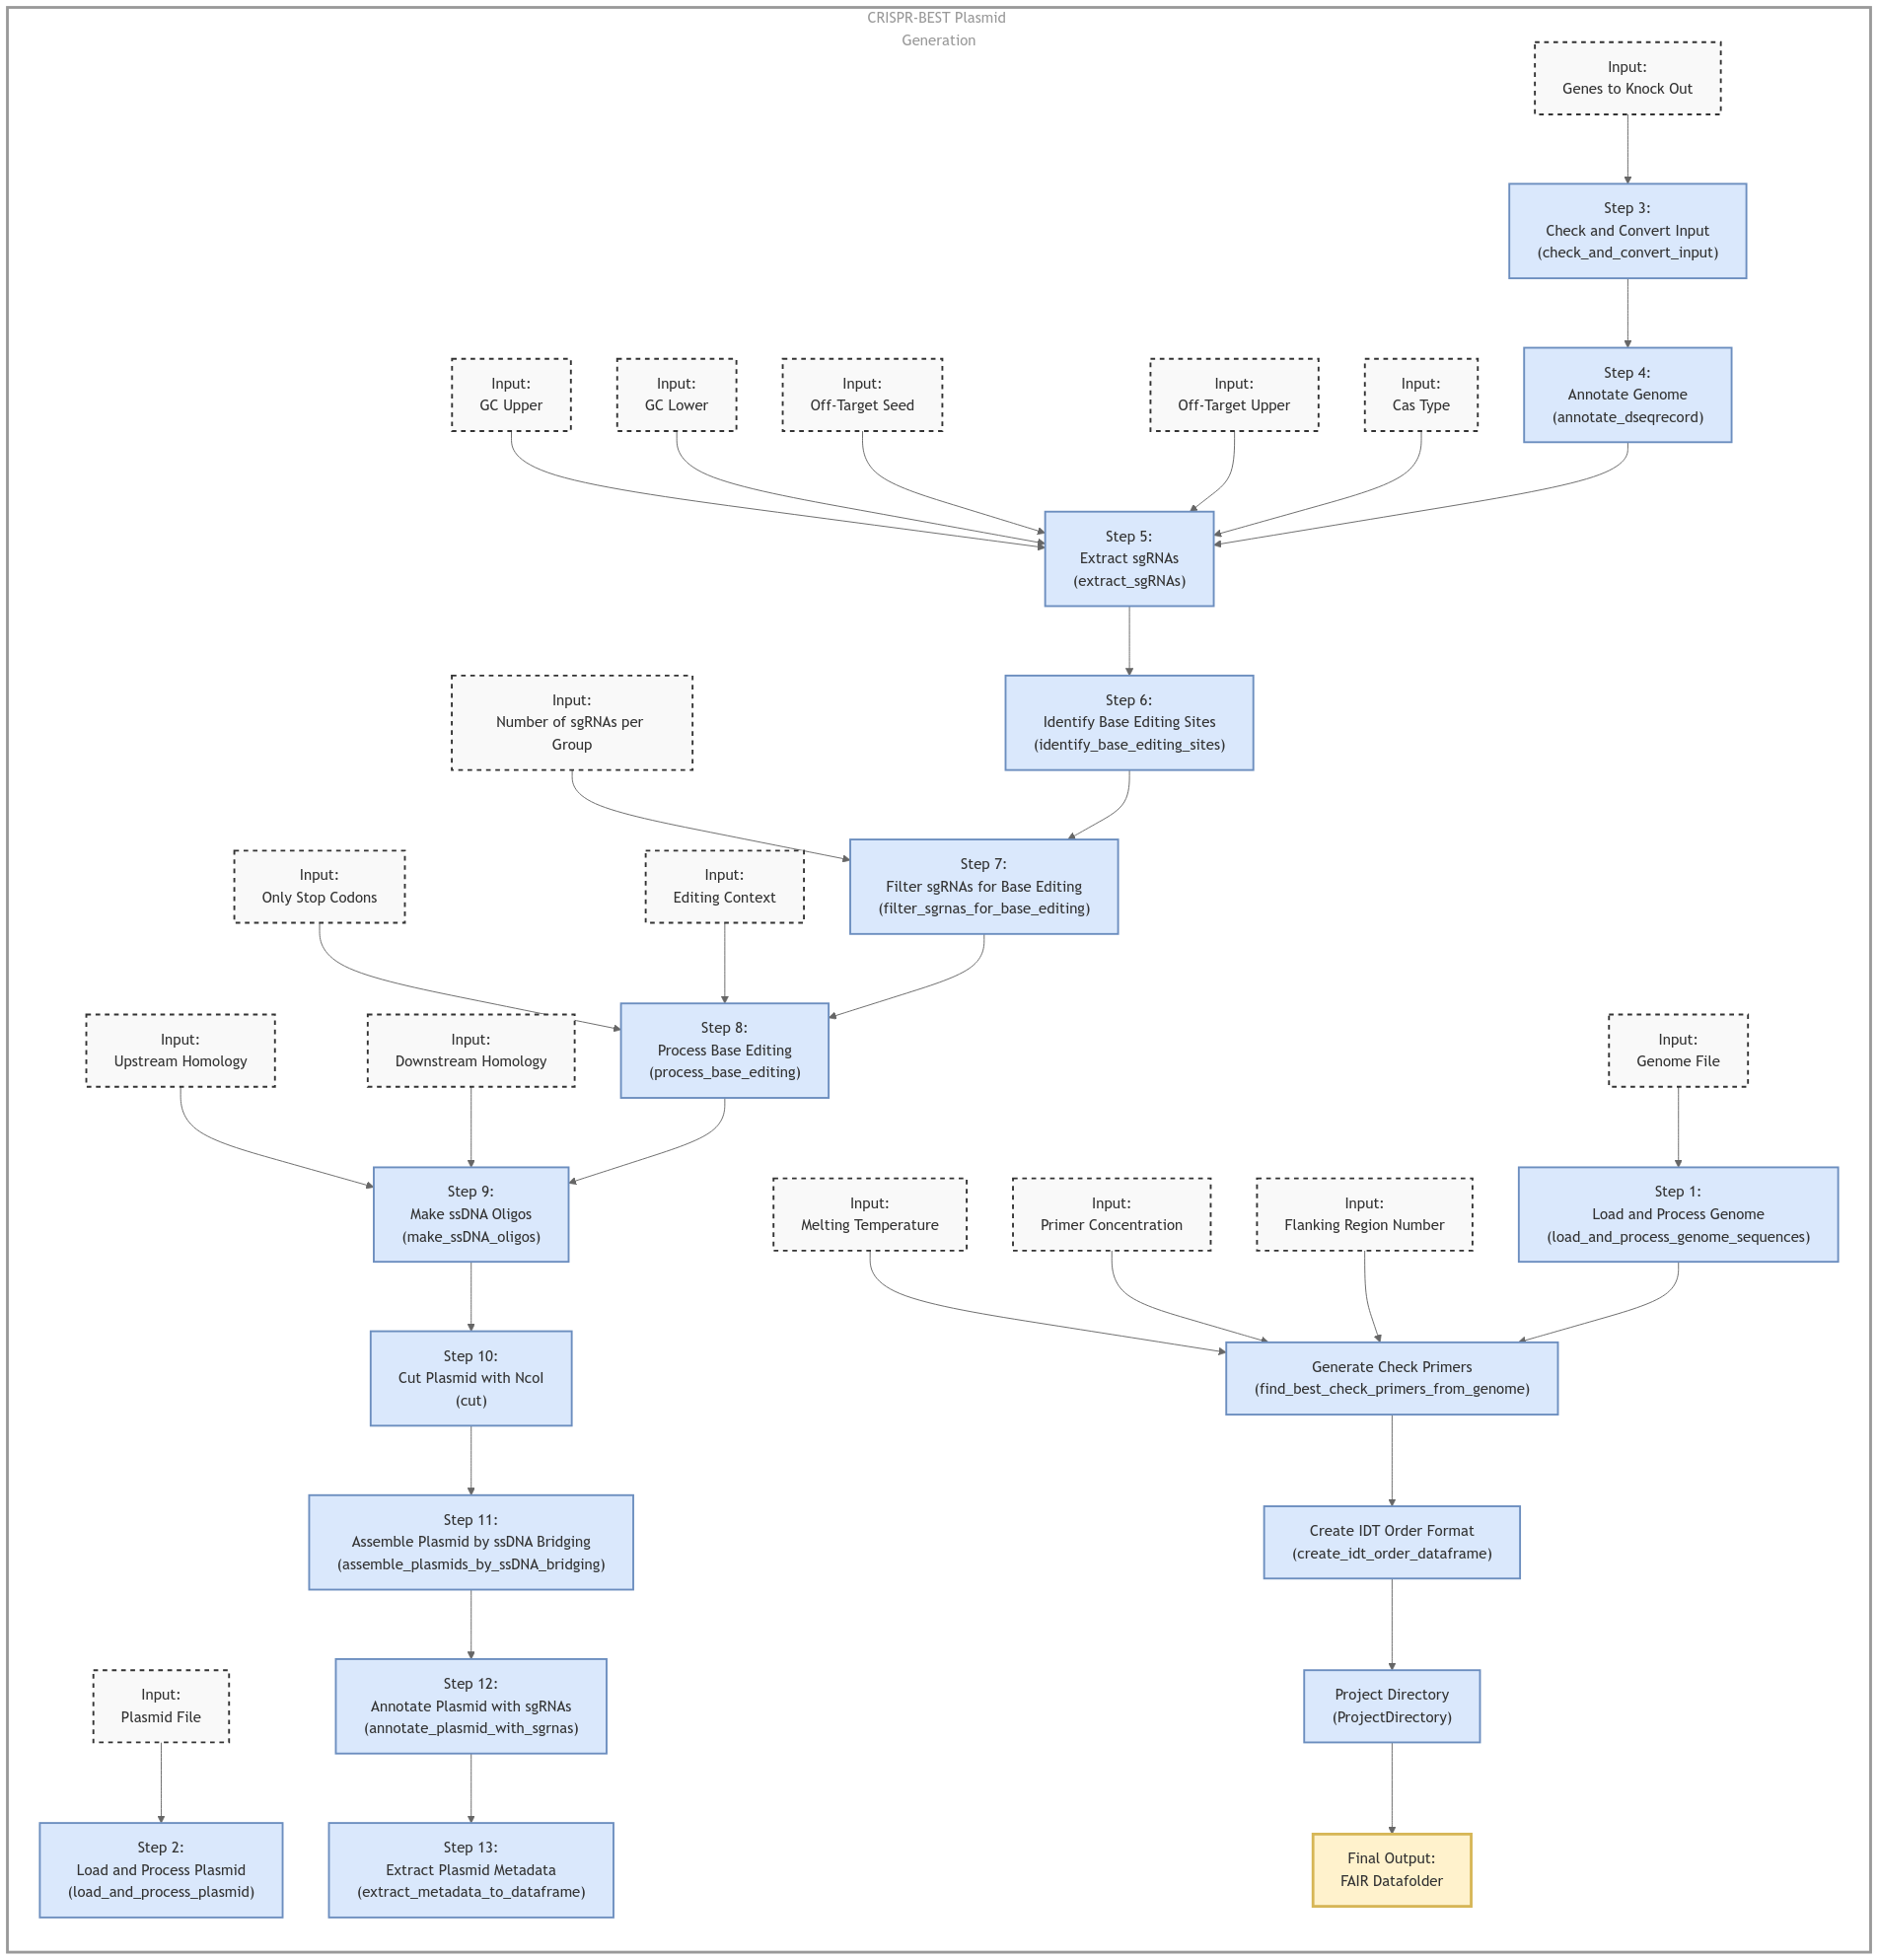 CRISPR-BEST Plasmid
Generation
Input:
Genes to Knock Out
Step 3:
Check and Convert Input
(check_and_convert_input)
Step 4:
Annotate Genome
(annotate_dseqrecord)
Input:
GC Upper
Input:
GC Lower
Input:
Off-Target Seed
Input:
Off-Target Upper
Input:
Cas Type
Step 5:
Extract sgRNAs
(extract_sgRNAs)
Step 6:
Identify Base Editing Sites
(identify_base_editing_sites)
Input:
Number of sgRNAs per
Group
Step 7:
Filter sgRNAs for Base Editing
(filter_sgrnas_for_base_editing)
Input:
Only Stop Codons
Input:
Editing Context
Step 8:
Process Base Editing
(process_base_editing)
Input:
Upstream Homology
Input:
Downstream Homology
Input:
Genome File
Step 9:
Make ssDNA Oligos
(make_ssDNA_oligos)
Input:
Melting Temperature
Input:
Primer Concentration
Input:
Flanking Region Number
Step 1:
Load and Process Genome
(load_and_process_genome_sequences)
Step 10:
Cut Plasmid with NcoI
(cut)
Generate Check Primers
(find_best_check_primers_from_genome)
Step 11:
Assemble Plasmid by ssDNA Bridging
(assemble_plasmids_by_ssDNA_bridging)
Create IDT Order Format
(create_idt_order_dataframe)
Step 12:
Annotate Plasmid with sgRNAs
(annotate_plasmid_with_sgrnas)
Input:
Plasmid File
Project Directory
(ProjectDirectory)
Step 2:
Load and Process Plasmid
(load_and_process_plasmid)
Step 13:
Extract Plasmid Metadata
(extract_metadata_to_dataframe)
Final Output:
FAIR Datafolder